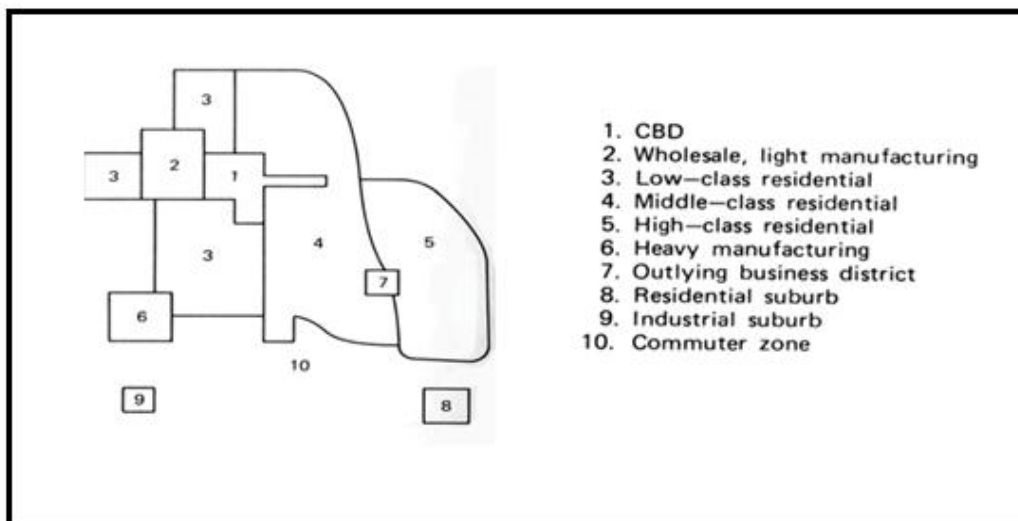 3
3
2
1
3
4
5
7
6
10
9
8
1. CBD
2. Wholesale, light manufacturing
3. Low—class residential
4. Middle—class residential
5. High—class residential
6. Heavy manufacturing
7. Outlying business district
8. Residential suburb
9. Industrial suburb
10. Commuter zone